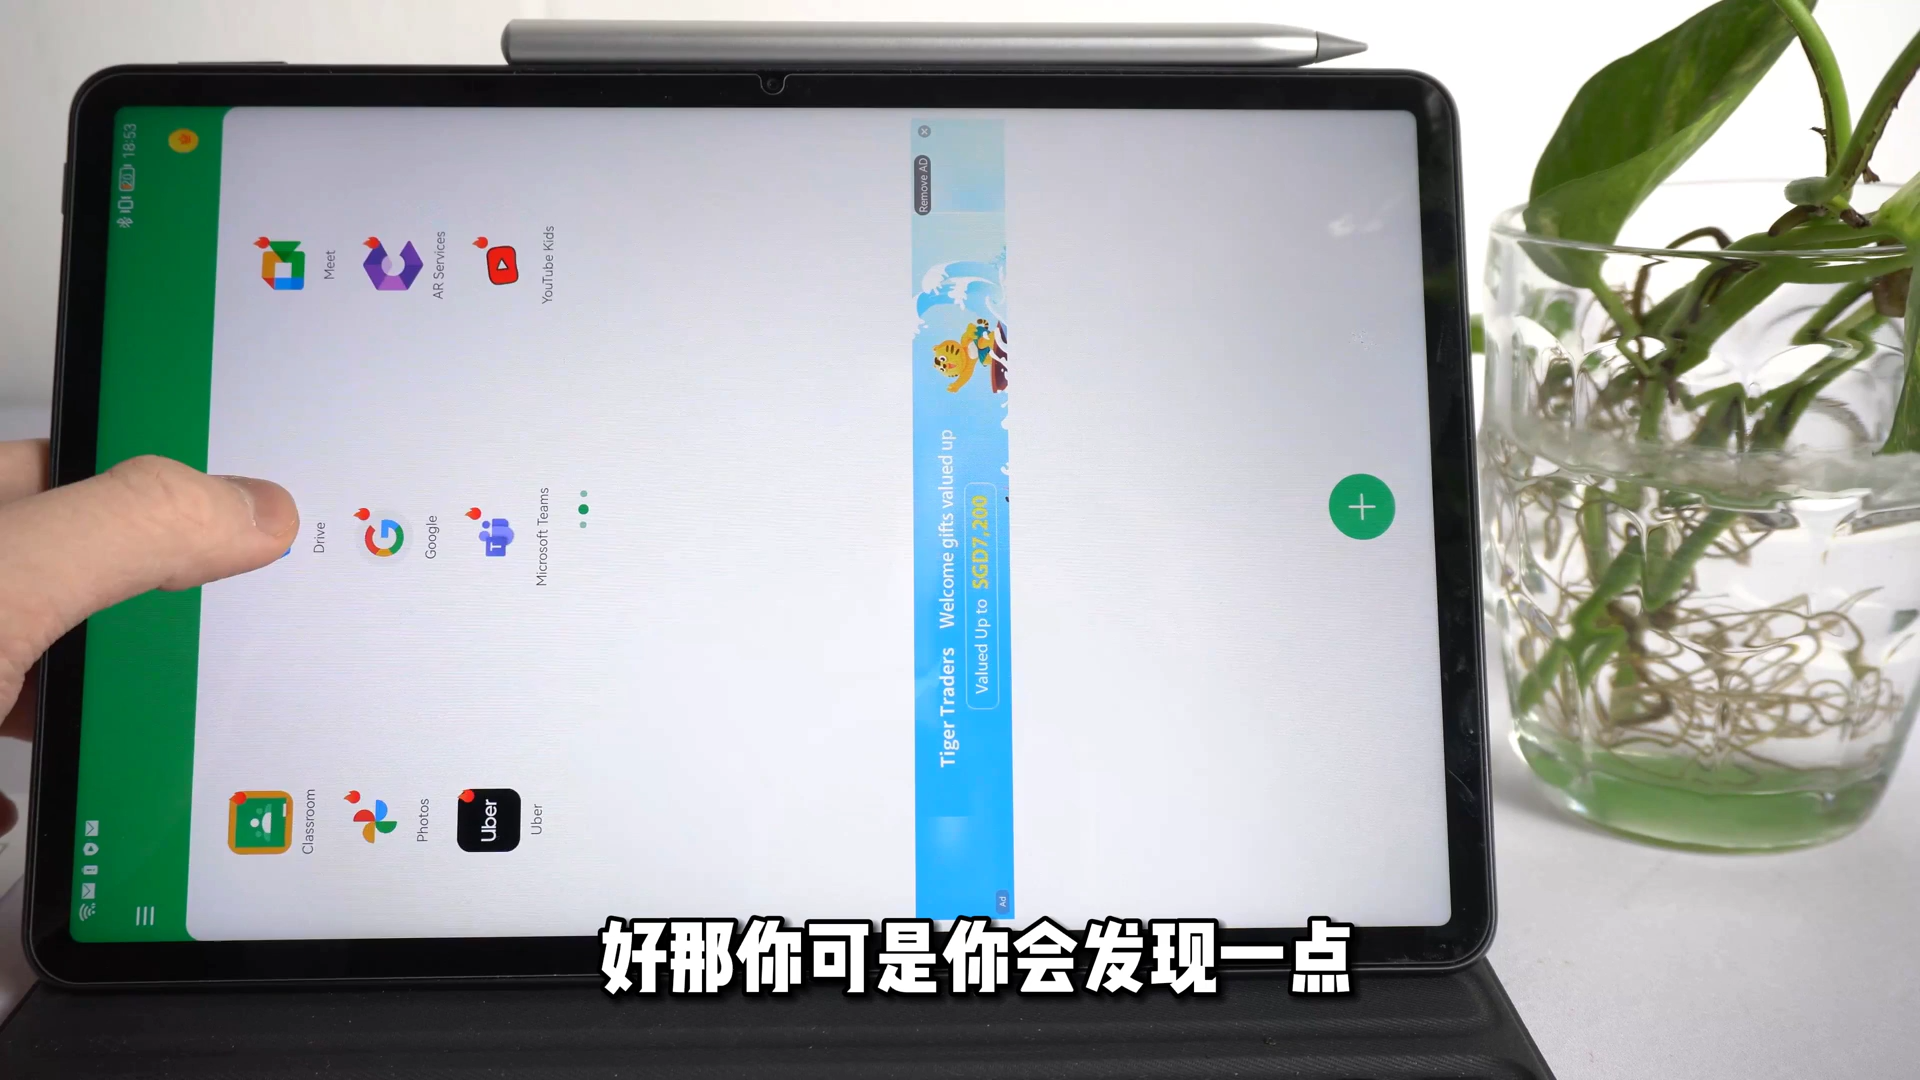 18:53
20
Classroom
Drive
Meet
Photos
Google
AR Services
Uber
Uber
Microsoft Teams
YouTube Kids
Remove AD
Tiger Traders Welcome gifts valued up
Valued Up to SGD7,200
Ad
好那你可是你会发现一点